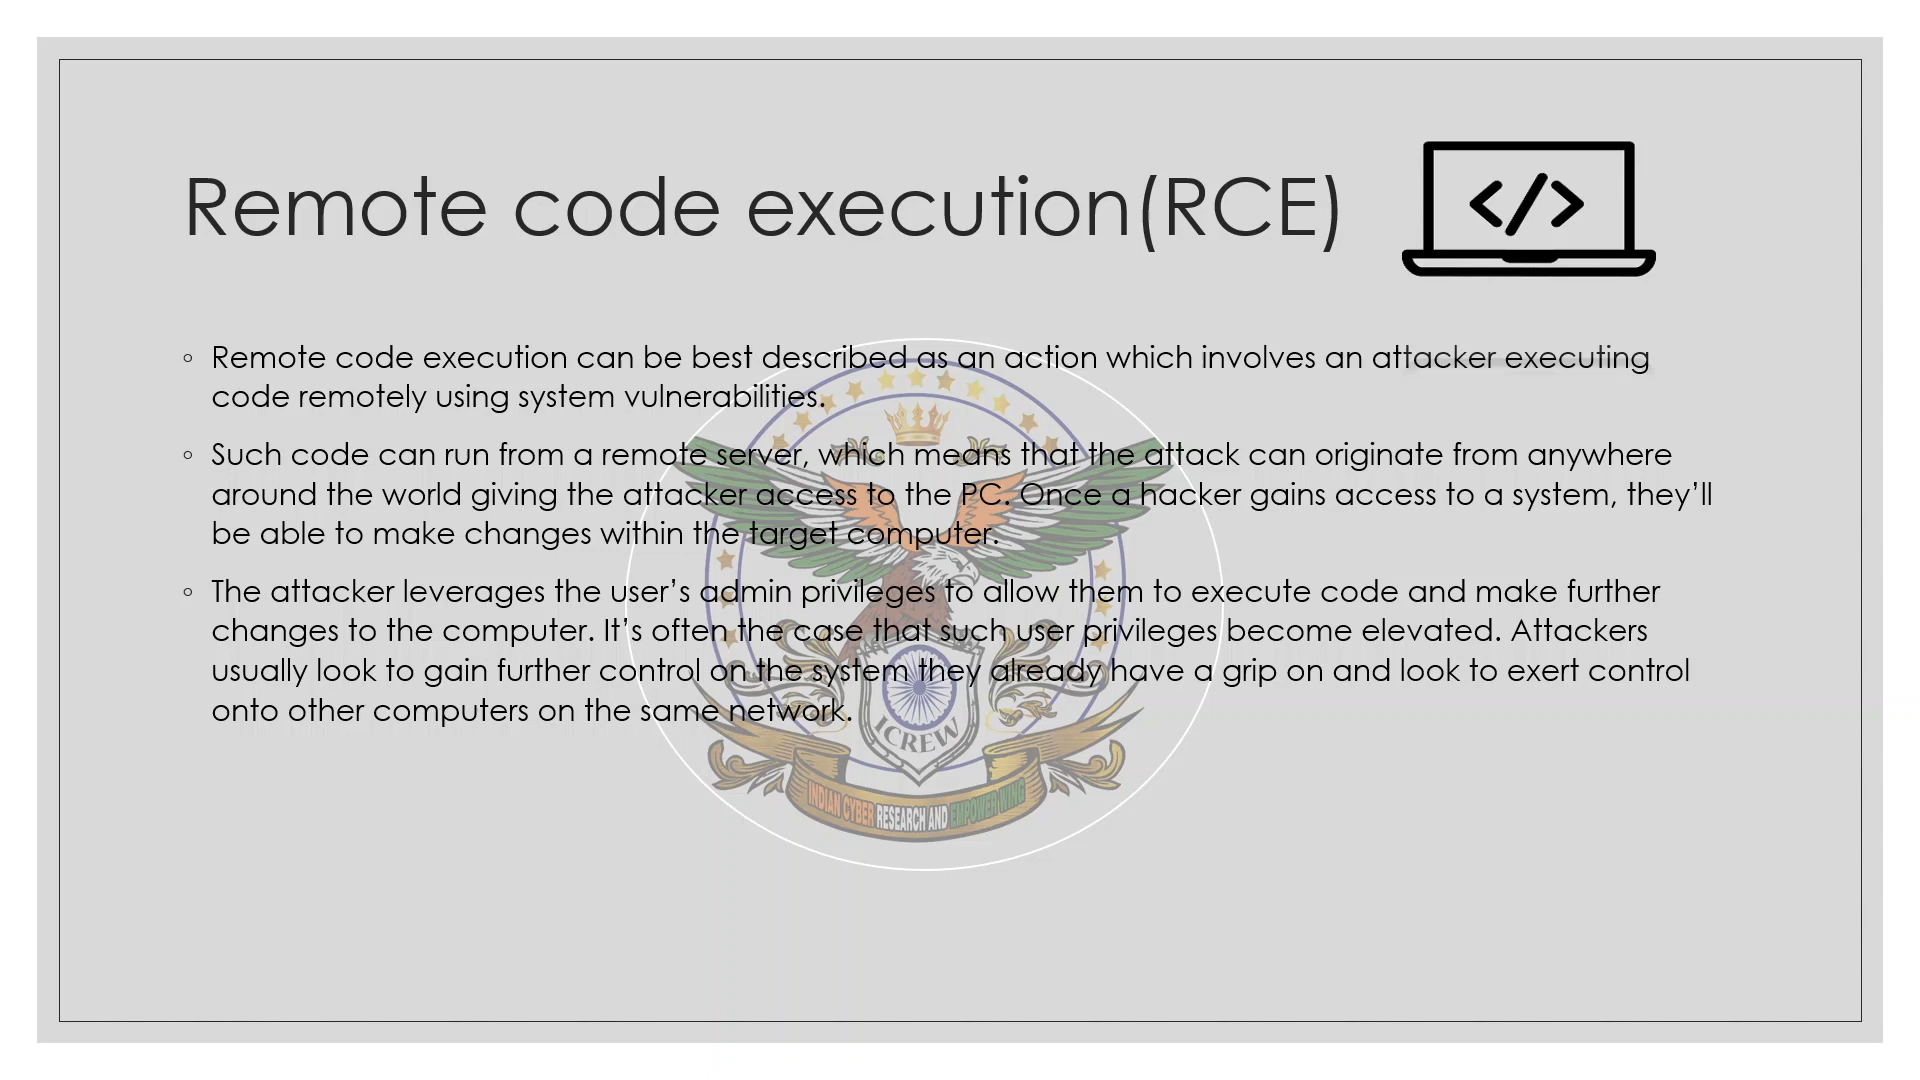 Remote code execution(RCE)
</>
◦ Remote code execution can be best described as an action which involves an attacker executing
code remotely using system vulnerabilities.
◦ Such code can run from a remote server, which means that the attack can originate from anywhere
around the world giving the attacker access to the PC. Once a hacker gains access to a system, they’ll
be able to make changes within the target computer.
◦ The attacker leverages the user’s admin privileges to allow them to execute code and make further
changes to the computer. It’s often the case that such user privileges become elevated. Attackers
usually look to gain further control on the system they already have a grip on and look to exert control
onto other computers on the same network.
ICREW
INDIAN CYBER RESEARCH AND EMPOWER WING